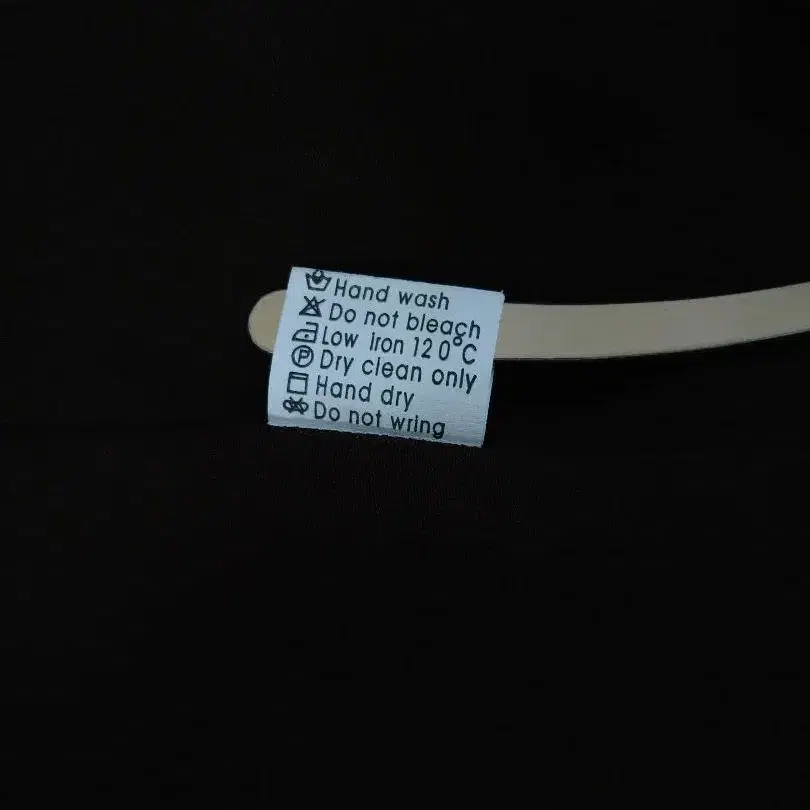 Hand wash
Do not bleach
Low iron 120°C
Dry clean only
Hand dry
Do not wring